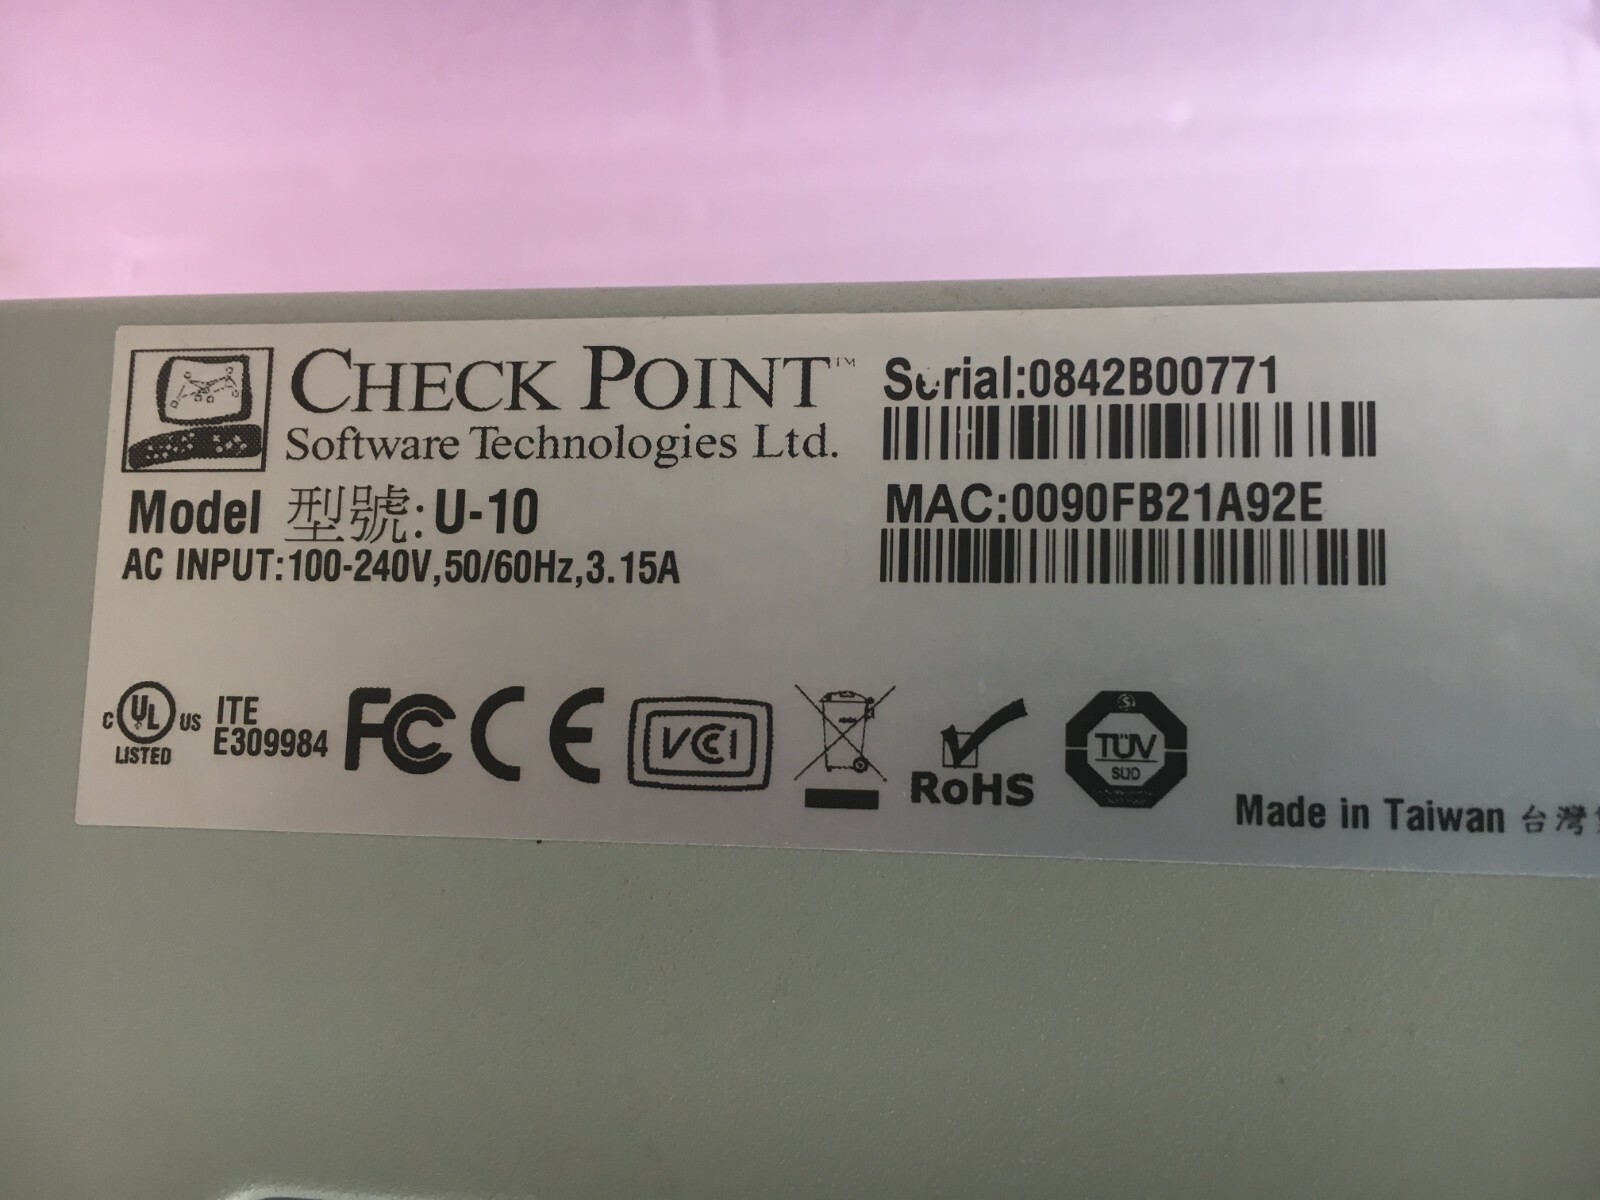 CHECK POINT™
Software Technologies Ltd.
Model 型號: U-10
AC INPUT:100-240V,50/60Hz,3.15A
Serial:0842B00771
MAC:0090FB21A92E
C UL US
LISTED
ITE
E309984
FC CE
VCI
RoHS
TÜV
SÜD
Made in Taiwan 台灣